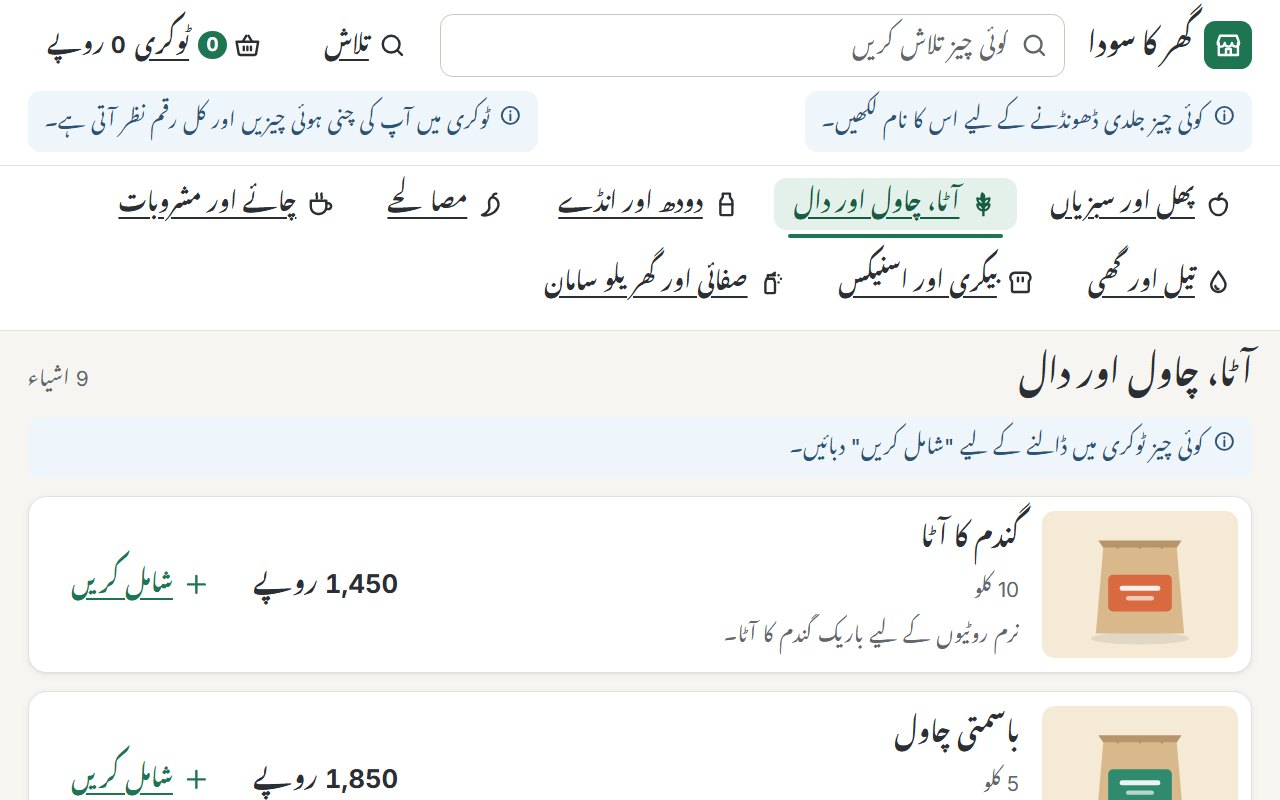 گھر کا سودا
کوئی چیز تلاش کریں
تلاش
0 ٹوکری 0 روپے
کوئی چیز جلدی ڈھونڈنے کے لیے اس کا نام لکھیں۔
ٹوکری میں آپ کی چنی ہوئی چیزیں اور کل رقم نظر آتی ہے۔
پھل اور سبزیاں
آٹا، چاول اور دال
دودھ اور انڈے
مصالحے
چائے اور مشروبات
تیل اور گھی
بیکری اور اسنیکس
صفائی اور گھریلو سامان
آٹا، چاول اور دال
9 اشیاء
کوئی چیز ٹوکری میں ڈالنے کے لیے "شامل کریں" دبائیں۔
گندم کا آٹا
10 کلو
نرم روٹیوں کے لیے باریک گندم کا آٹا۔
1,450 روپے
شامل کریں
باسمتی چاول
5 کلو
1,850 روپے
شامل کریں